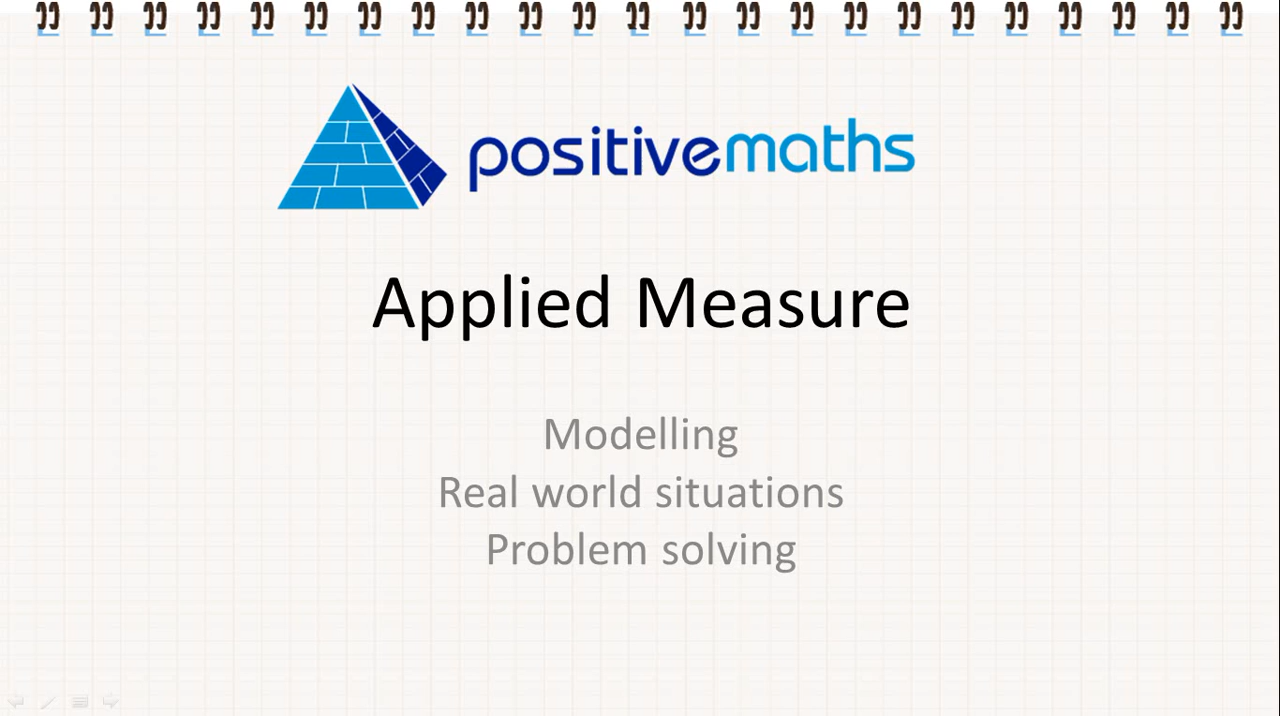 positivemaths
Applied Measure
Modelling
Real world situations
Problem solving